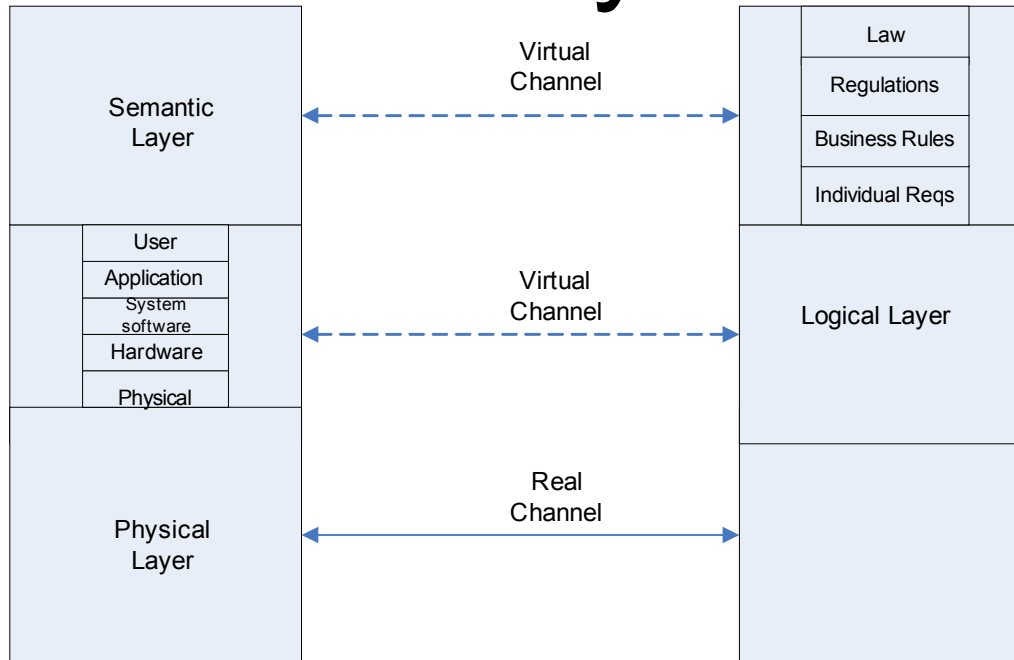 Semantic
Layer
User
Application
System
software
Hardware
Physical
Physical
Layer
Virtual
Channel
Virtual
Channel
Real
Channel
Law
Regulations
Business Rules
Individual Reqs
Logical Layer